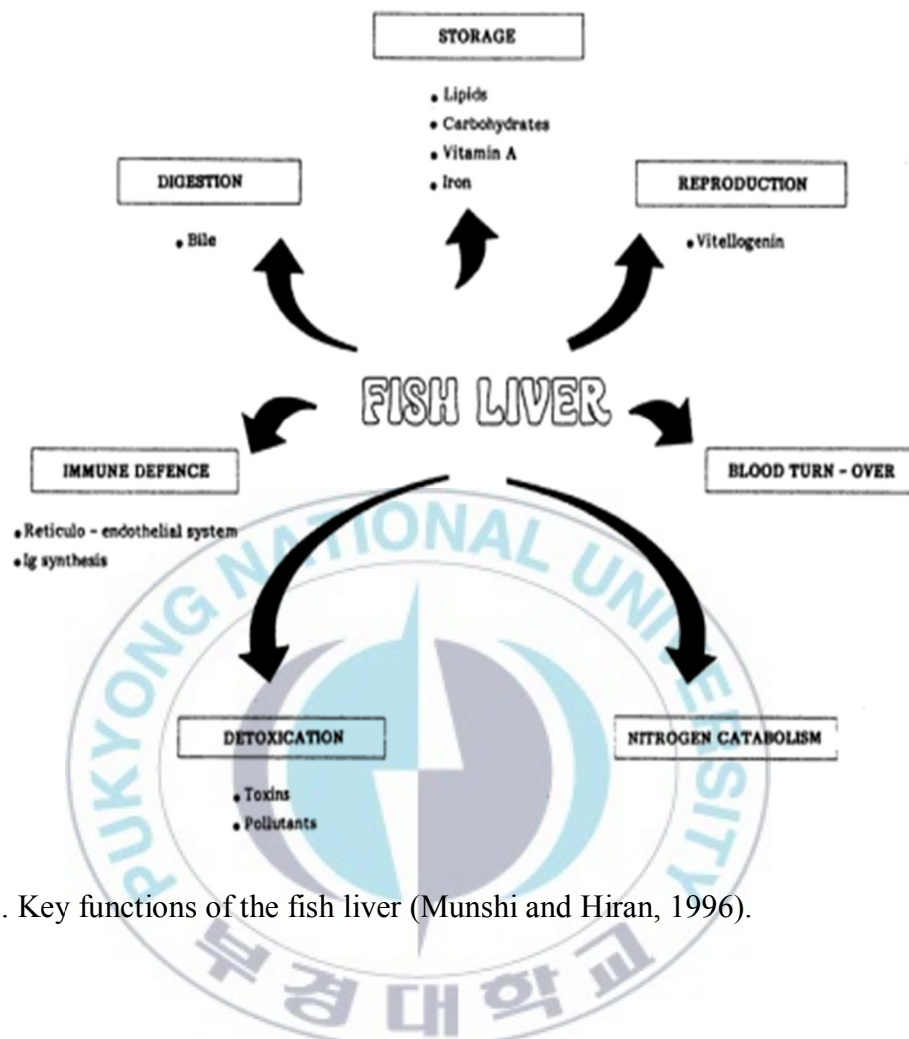 STORAGE
• Lipids
• Carbohydrates
• Vitamin A
• Iron
DIGESTION
• Bile
REPRODUCTION
• Vitellogenin
FISH LIVER
IMMUNE DEFENCE
• Reticulo - endothelial system
• Ig synthesis
BLOOD TURN - OVER
DETOXICATION
• Toxins
• Pollutants
NITROGEN CATABOLISM
. Key functions of the fish liver (Munshi and Hiran, 1996).
PUKYONG NATIONAL UNIVERSITY
부경대학교